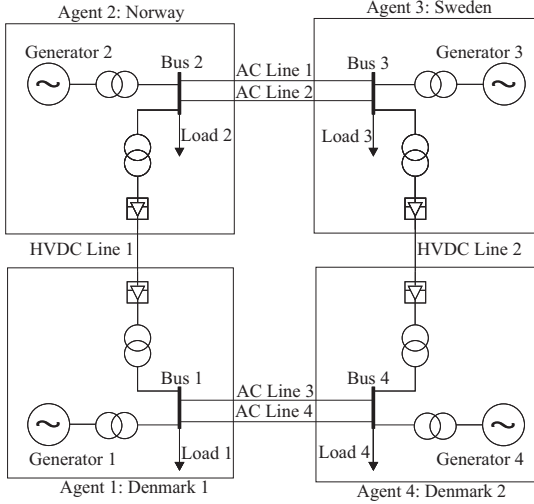 Agent 2: Norway
Agent 3: Sweden
Generator 2
Bus 2
AC Line 1
AC Line 2
Bus 3
Generator 3
Load 2
Load 3
HVDC Line 1
HVDC Line 2
Bus 1
AC Line 3
AC Line 4
Bus 4
Generator 1
Load 1
Load 4
Generator 4
Agent 1: Denmark 1
Agent 4: Denmark 2